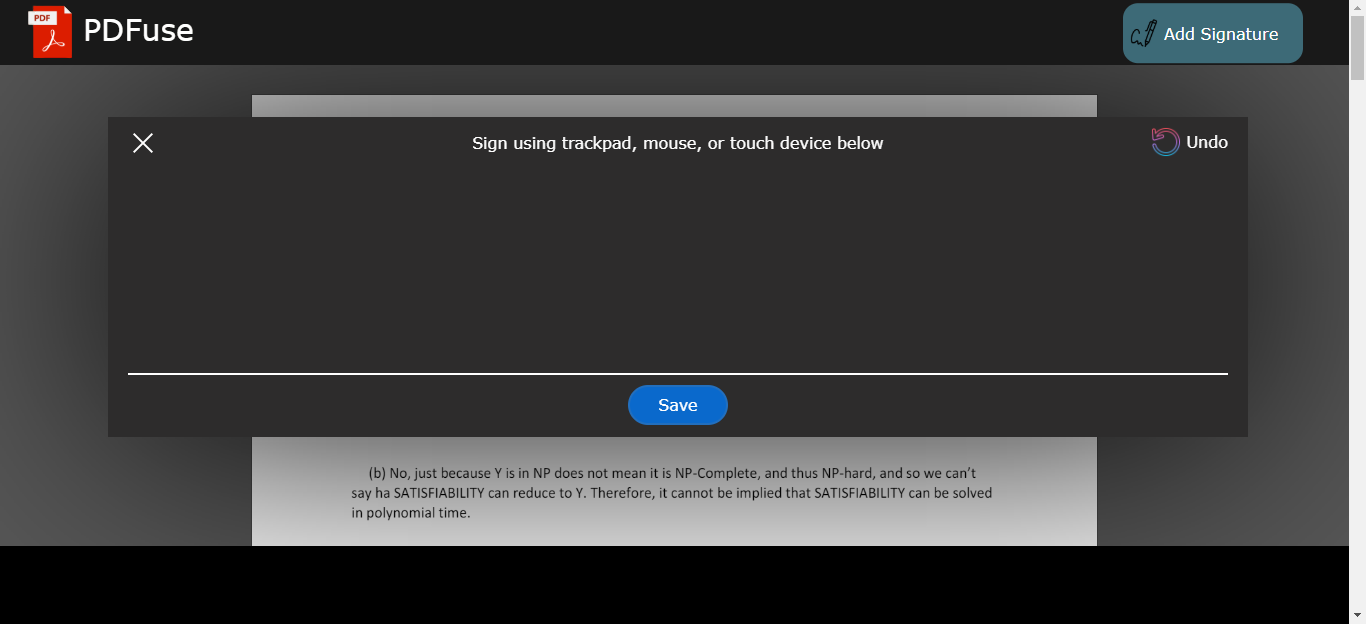 PDF
PDFuse
Add Signature
Sign using trackpad, mouse, or touch device below
Undo
Save
(b) No, just because Y is in NP does not mean it is NP-Complete, and thus NP-hard, and so we can't
say ha SATISFIABILITY can reduce to Y. Therefore, it cannot be implied that SATISFIABILITY can be solved
in polynomial time.